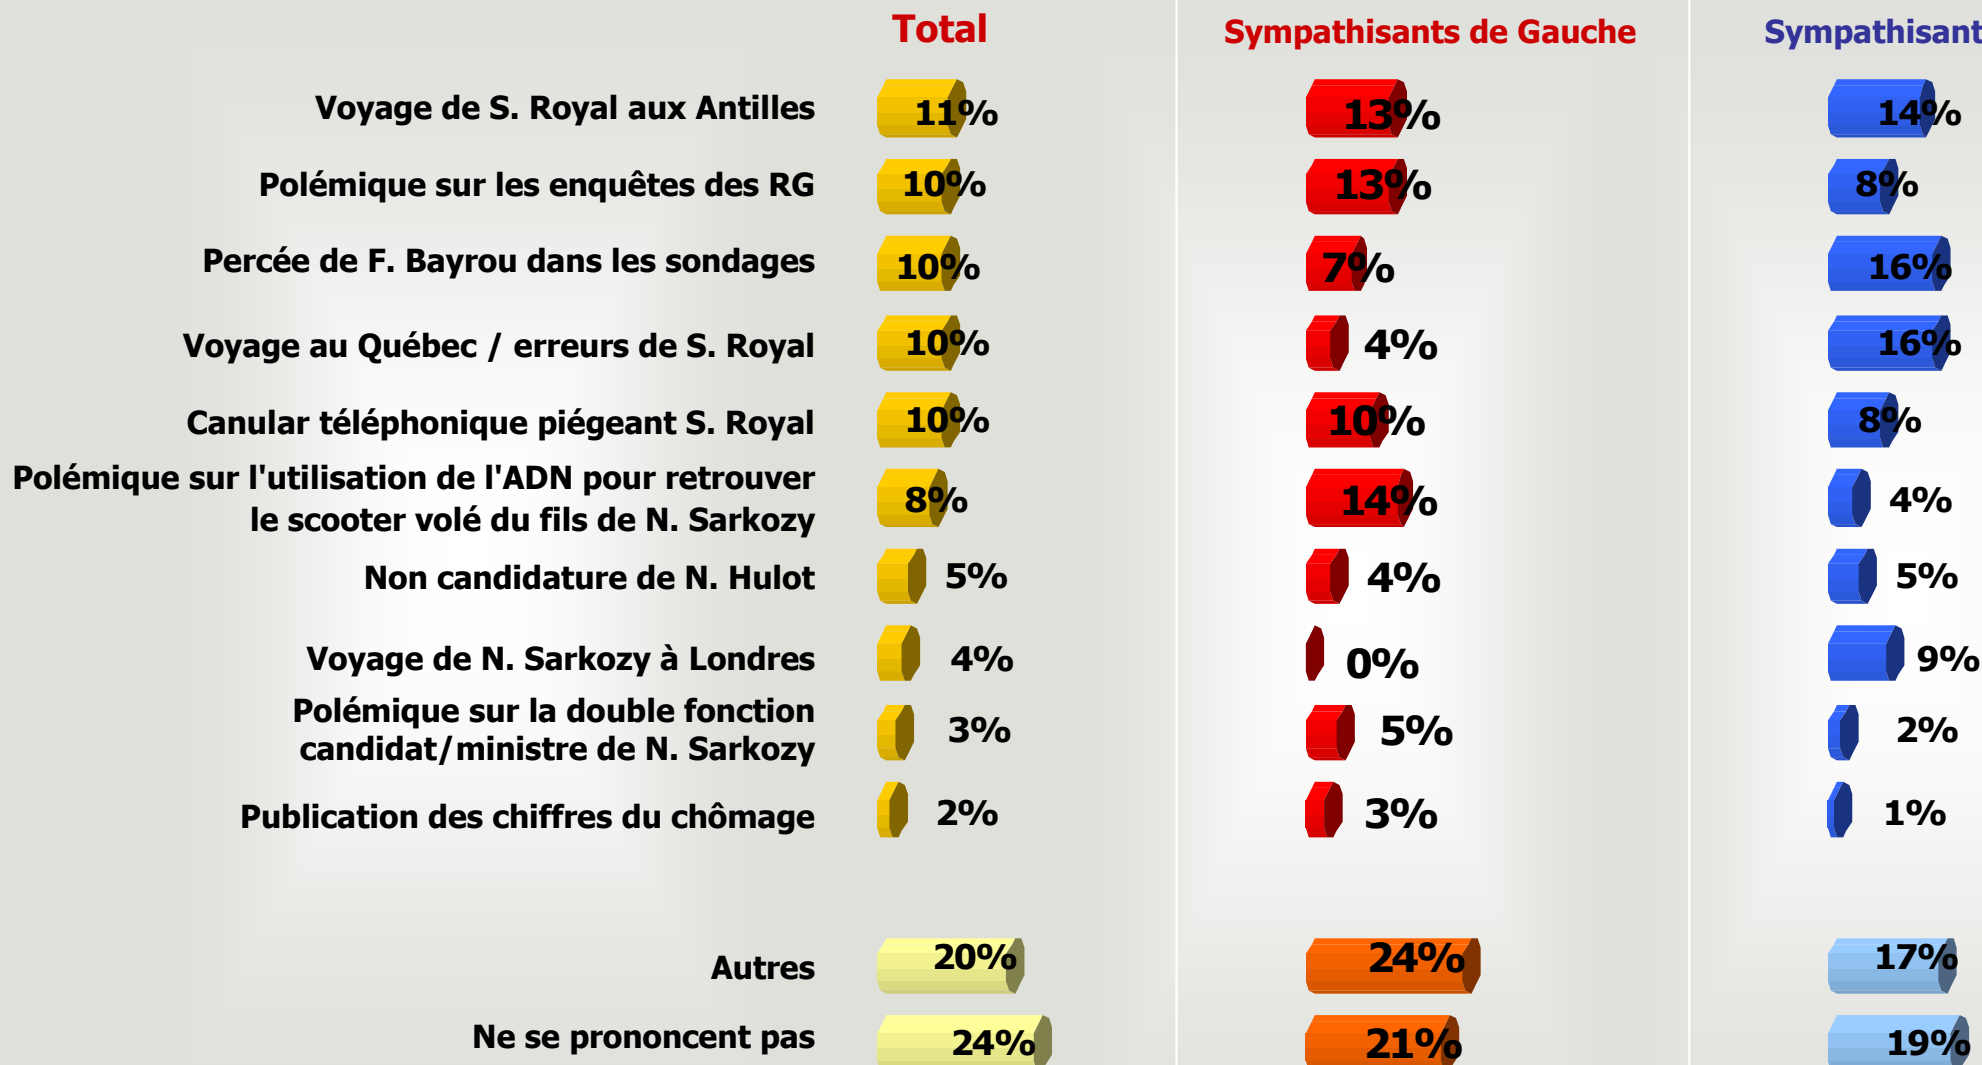 Total Sympathisants de Gauche Sympathisant
Voyage de S. Royal aux Antilles 11% 13% 14%
Polémique sur les enquêtes des RG 10% 13% 8%
Percée de F. Bayrou dans les sondages 10% 7% 16%
Voyage au Québec / erreurs de S. Royal 10% 4% 16%
Canular téléphonique piégeant S. Royal 10% 10% 8%
Polémique sur l'utilisation de l'ADN pour retrouver
le scooter volé du fils de N. Sarkozy 8% 14% 4%
Non candidature de N. Hulot 5% 4% 5%
Voyage de N. Sarkozy à Londres 4% 0% 9%
Polémique sur la double fonction
candidat/ministre de N. Sarkozy 3% 5% 2%
Publication des chiffres du chômage 2% 3% 1%
Autres 20% 24% 17%
Ne se prononcent pas 24% 21% 19%